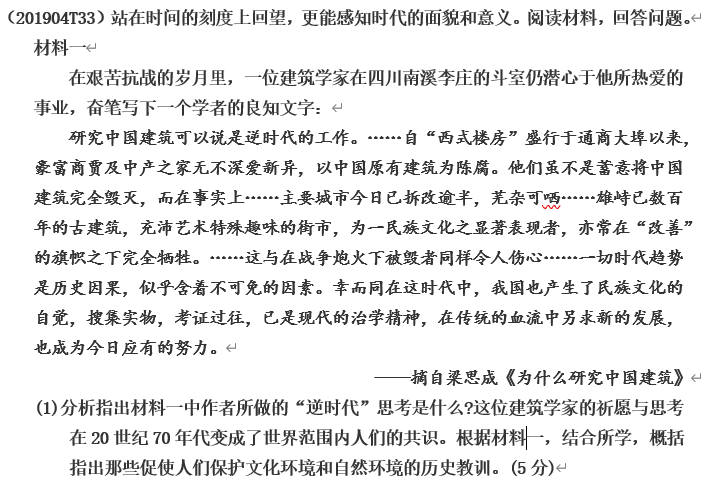 （201904T33）站在时间的刻度上回望，更能感知时代的面貌和意义。阅读材料，回答问题。
材料一
在艰苦抗战的岁月里，一位建筑学家在四川南溪李庄的斗室仍潜心于他所热爱的
事业，奋笔写下一个学者的良知文字：
研究中国建筑可以说是逆时代的工作。……自“西式楼房”盛行于通商大埠以来，
豪富商贾及中产之家无不深爱新异，以中国原有建筑为陈腐。他们虽不是蓄意将中国
建筑完全毁灭，而在事实上……主要城市今日已拆改逾半，芜杂可哂……雄峙已数百
年的古建筑，充沛艺术特殊趣味的街市，为一民族文化之显著表现者，亦常在“改善”
的旗帜之下完全牺牲。……这与在战争炮火下被毁者同样令人伤心……一切时代趋势
是历史因果，似乎含着不可免的因素。幸而同在这时代中，我国也产生了民族文化的
自觉，搜集实物，考证过往，已是现代的治学精神，在传统的血流中另求新的发展，
也成为今日应有的努力。
——摘自梁思成《为什么研究中国建筑》
(1)分析指出材料一中作者所做的“逆时代”思考是什么?这位建筑学家的祈愿与思考
在20世纪70年代变成了世界范围内人们的共识。根据材料一，结合所学，概括
指出那些促使人们保护文化环境和自然环境的历史教训。(5分)